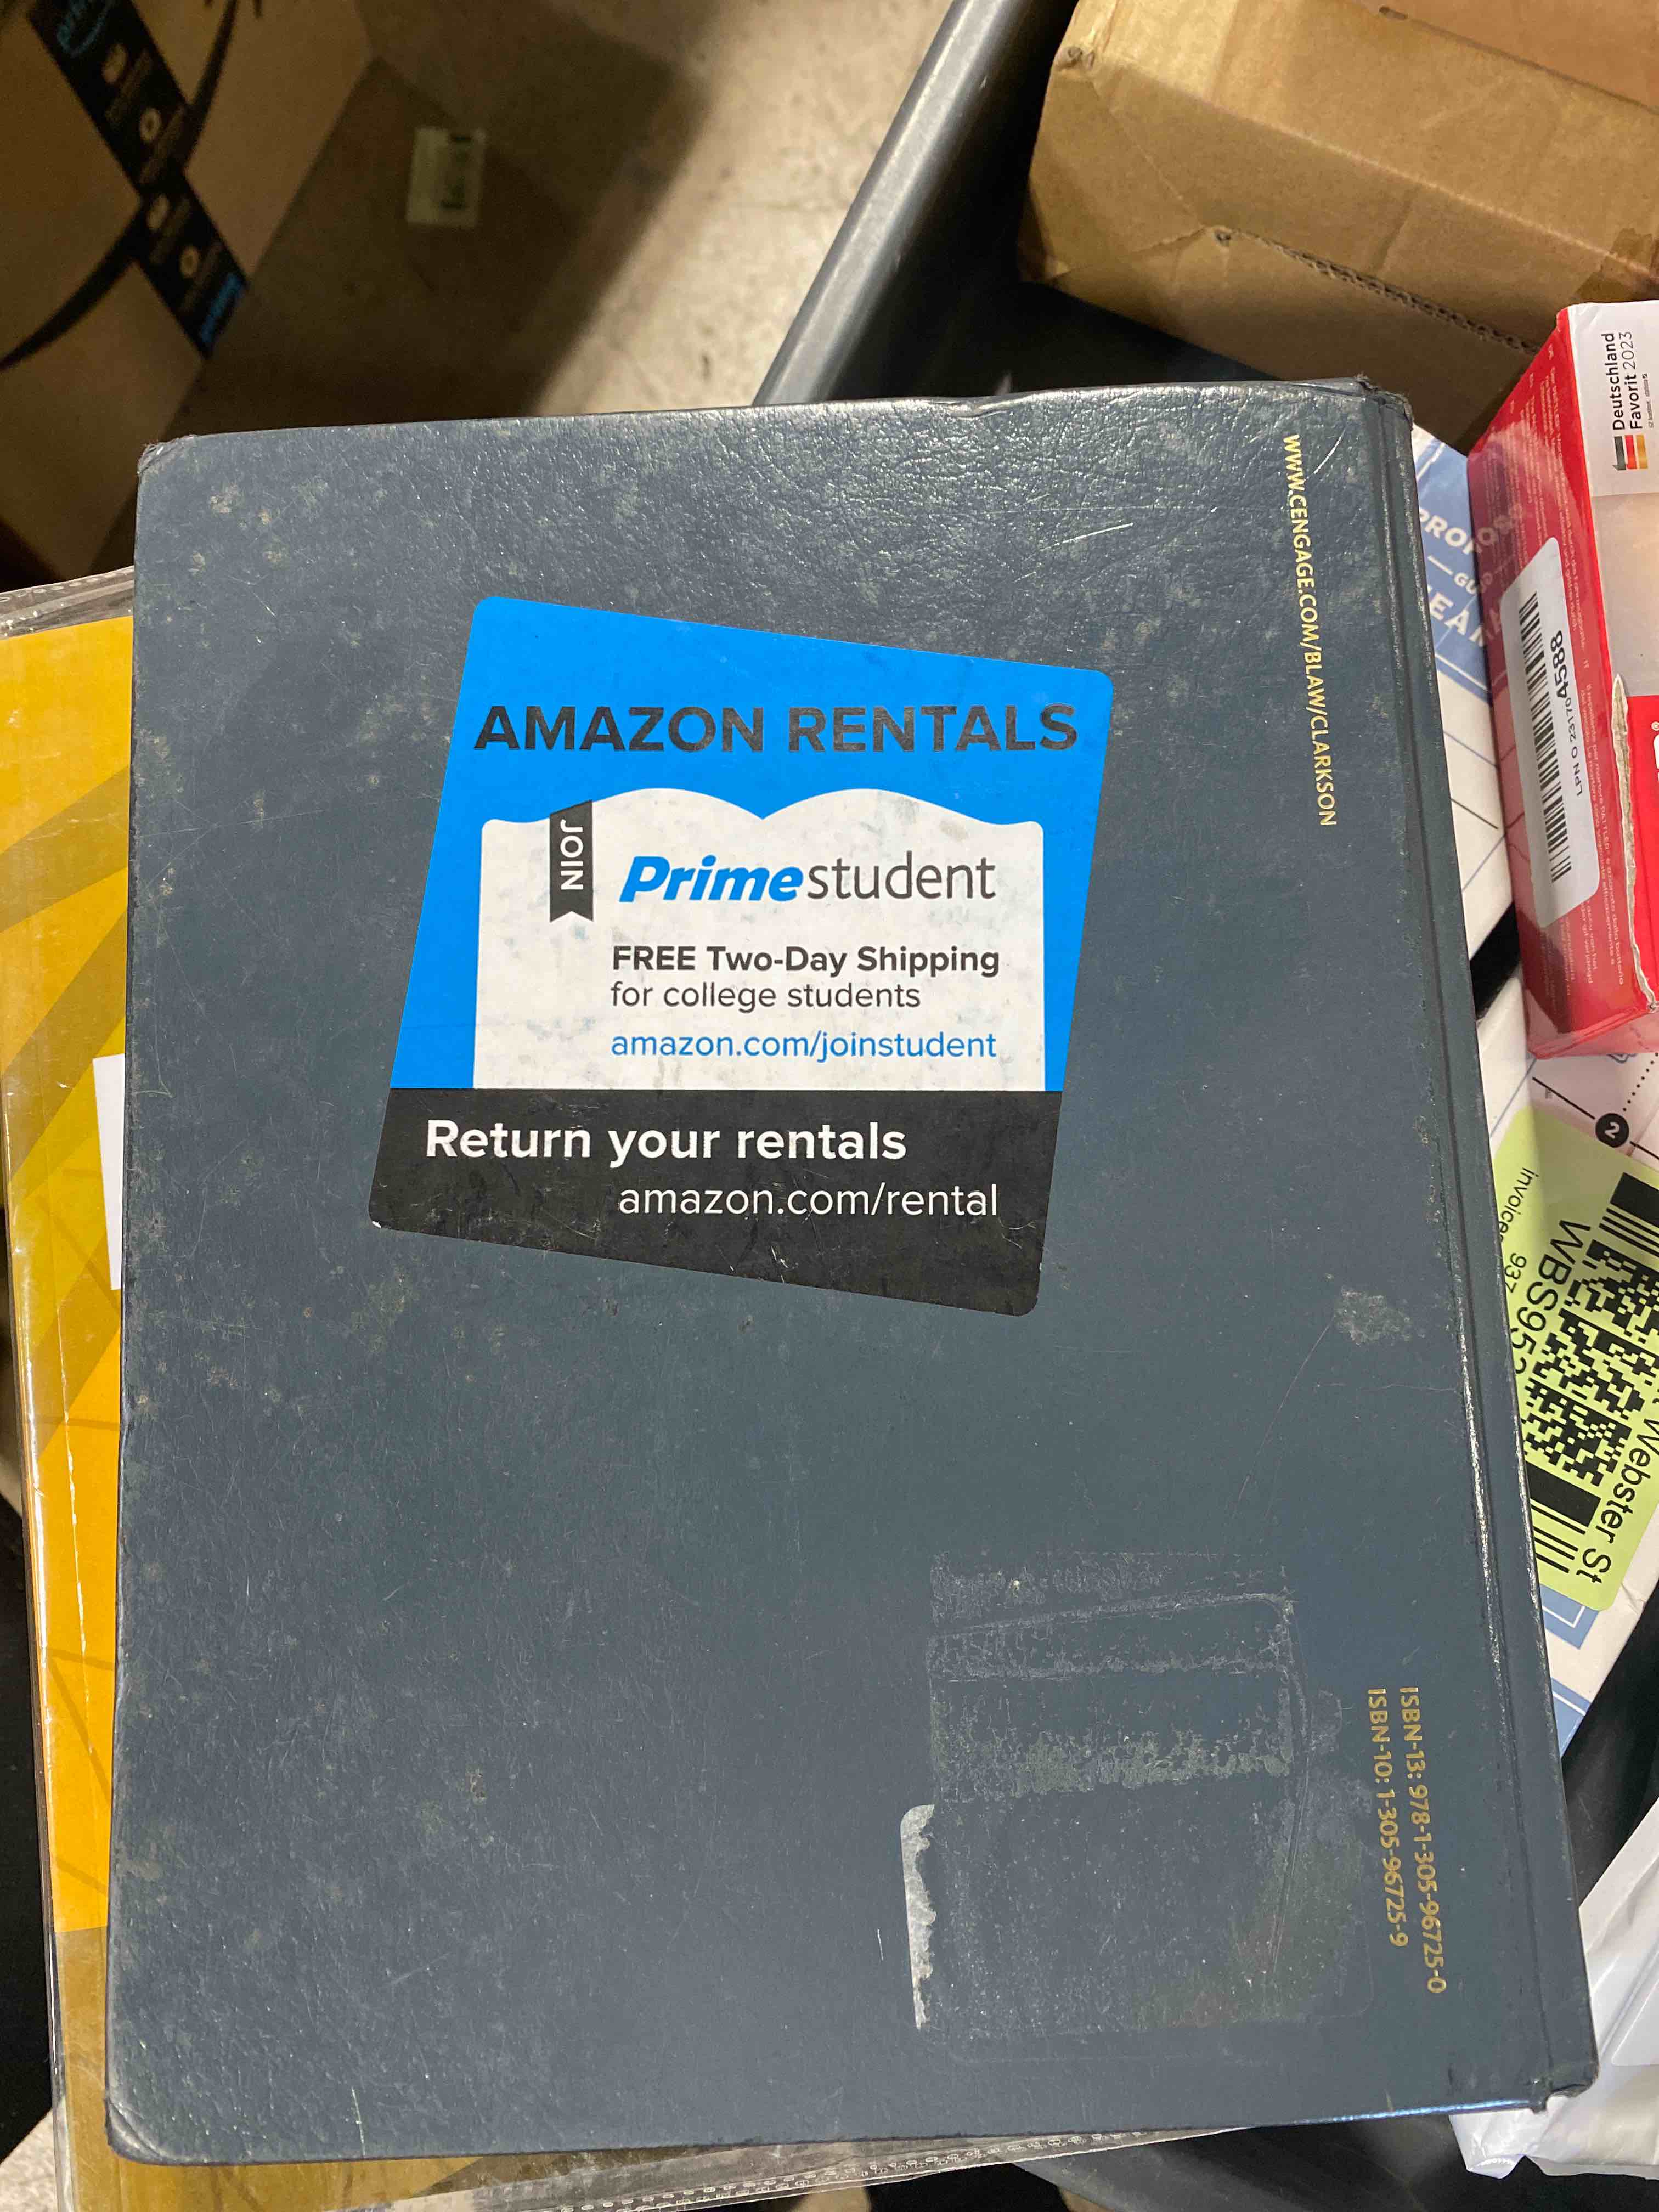 WWW.CENGAGE.COM/BLAW/CLARKSON
AMAZON RENTALS
JOIN
Primestudent
FREE Two-Day Shipping
for college students
amazon.com/joinstudent
Return your rentals
amazon.com/rental
ISBN-13: 978-1-305-96725-0
ISBN-10: 1-305-96725-9
Deutschland
Favorit 2023
2
Webster St